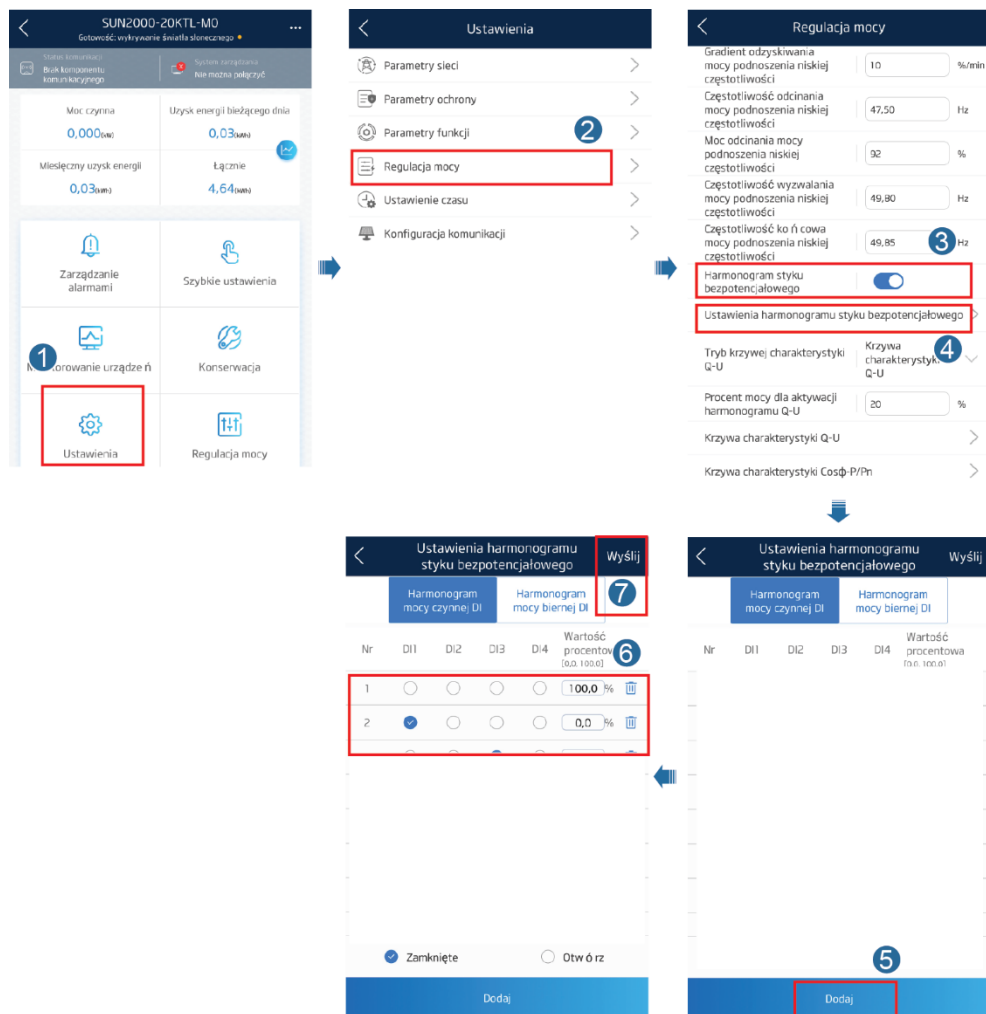 SUN2000-20KTL-M0
Gotowość: wykrywanie światła słonecznego
Status komunikacji
Brak komponentu
komunikacyjnego
System zarządzania
Nie można połączyć
Moc czynna
0,000(kW)
Uzysk energii bieżącego dnia
0,03(kWh)
Miesięczny uzysk energii
0,03(kWh)
Łącznie
4,64(kWh)
Zarządzanie
alarmami
Szybkie ustawienia
1
orowanie urządze ń
Konserwacja
Ustawienia
Regulacja mocy
Ustawienia
Parametry sieci
Parametry ochrony
Parametry funkcji
2
Regulacja mocy
Ustawienie czasu
Konfiguracja komunikacji
Regulacja mocy
Gradient odzyskiwania
mocy podnoszenia niskiej
częstotliwości
10 %/min
Częstotliwość odcinania
mocy podnoszenia niskiej
częstotliwości
47,50 Hz
Moc odcinania mocy
podnoszenia niskiej
częstotliwości
92 %
Częstotliwość wyzwalania
mocy podnoszenia niskiej
częstotliwości
49,80 Hz
Częstotliwość ko ń cowa
mocy podnoszenia niskiej
częstotliwości
49,85 Hz
3
Harmonogram styku
bezpotencjałowego
Ustawienia harmonogramu styku bezpotencjałowego
4
Tryb krzywej charakterystyki
Q-U
Krzywa
charakterystyki
Q-U
Procent mocy dla aktywacji
harmonogramu Q-U
20 %
Krzywa charakterystyki Q-U
Krzywa charakterystyki Cosф-P/Pn
Ustawienia harmonogramu
styku bezpotencjałowego
Wyślij
7
Harmonogram
mocy czynnej DI
Harmonogram
mocy biernej DI
Nr DI1 DI2 DI3 DI4
Wartość
procentow
[0,0, 100,0]
6
1 100,0 %
2 0,0 %
Zamknięte Otw ó rz
Dodaj
Ustawienia harmonogramu
styku bezpotencjałowego
Wyślij
Harmonogram
mocy czynnej DI
Harmonogram
mocy biernej DI
Nr DI1 DI2 DI3 DI4
Wartość
procentowa
[0,0, 100,0]
5
Dodaj